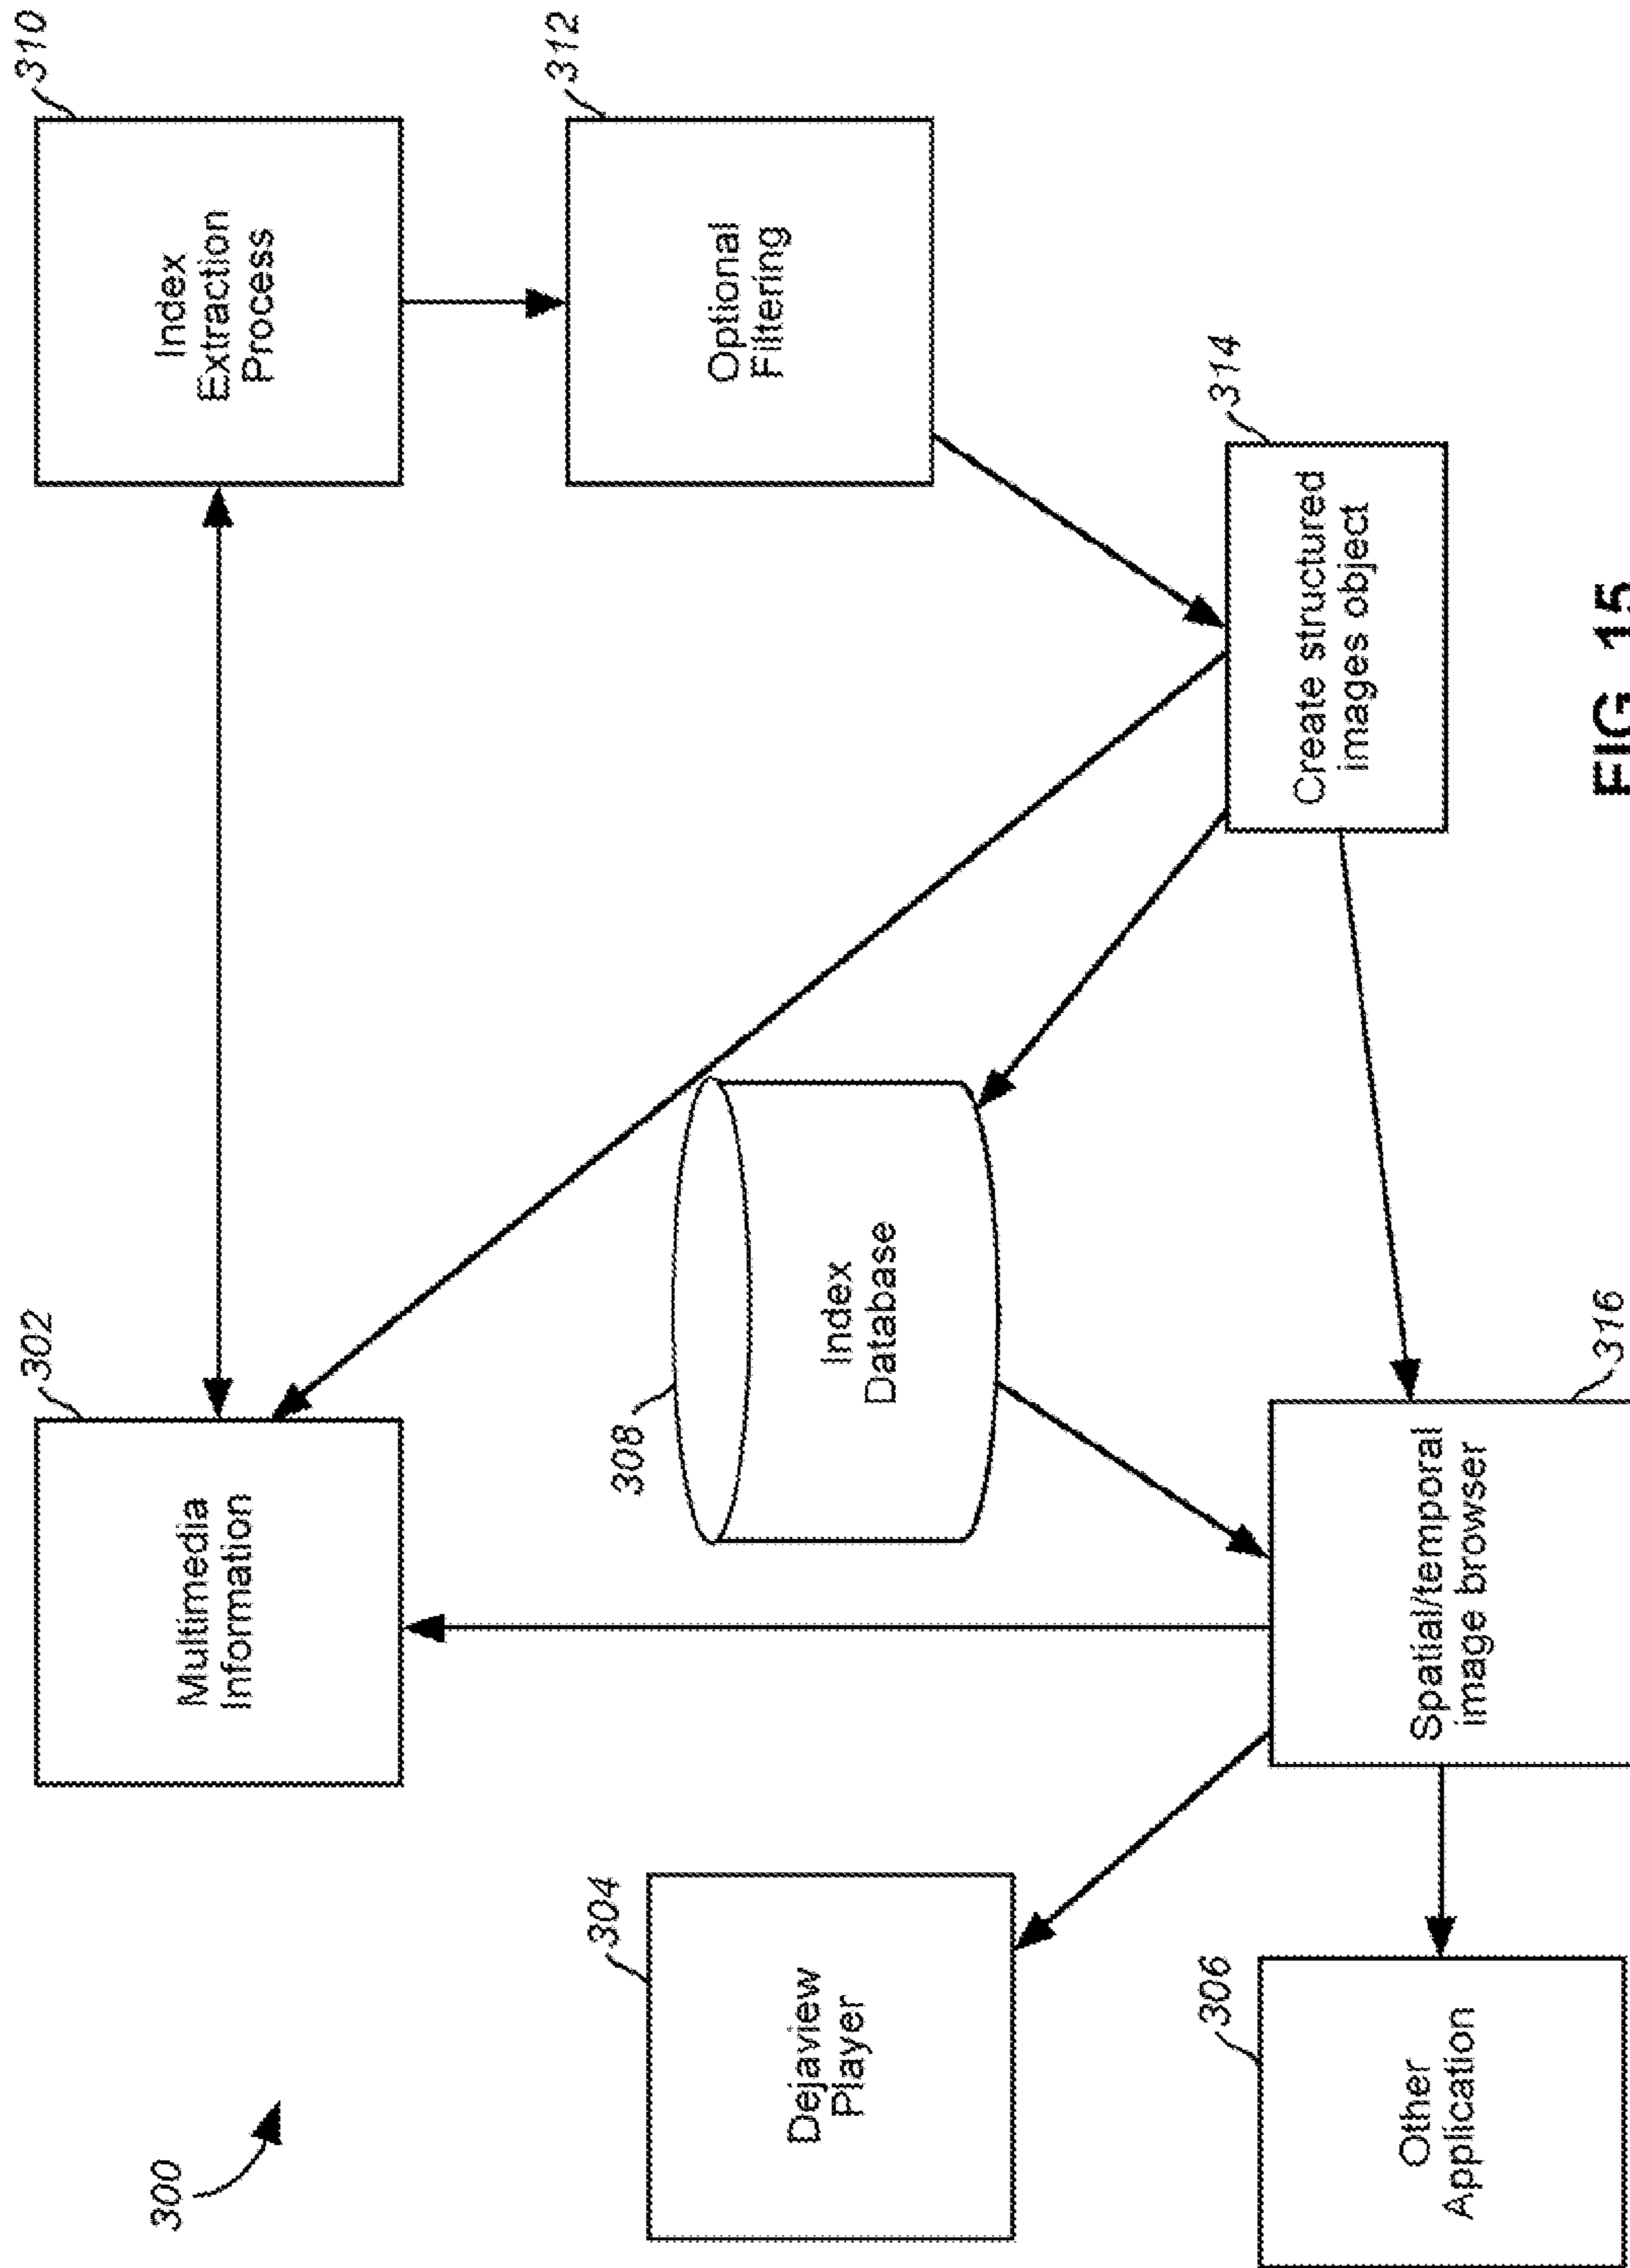 300
302
Multimedia
Information
310
Index
Extraction
Process
304
Dejaview
Player
308
Index
Database
312
Optional
Filtering
306
Other
Application
Spatial/temporal
image browser
316
314
Create structured
images object
FIG. 15